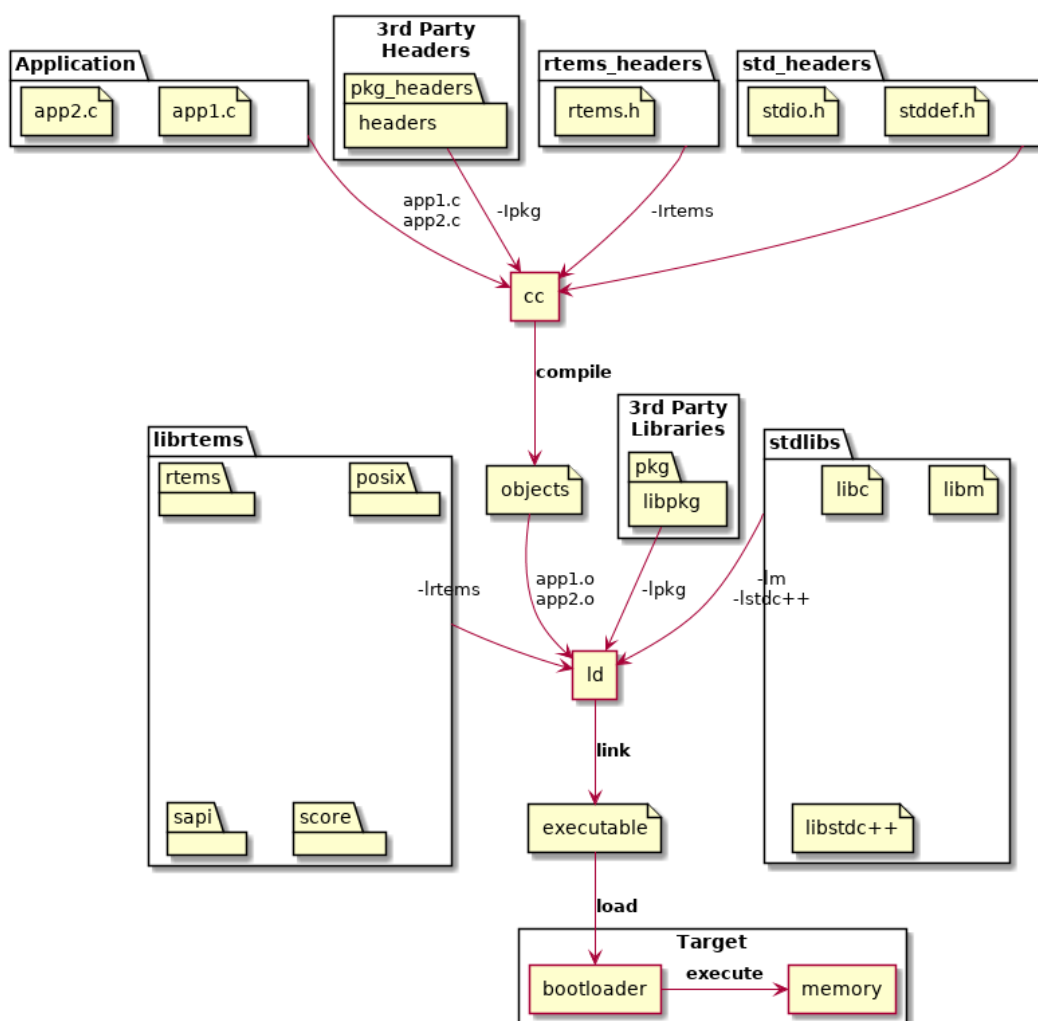 3rd Party
Headers
Application
rtems_headers
std_headers
pkg_headers
headers
app2.c
app1.c
rtems.h
stdio.h
stddef.h
app1.c
app2.c
-Ipkg
-Irtems
cc
compile
3rd Party
Libraries
librtems
stdlibs
rtems
posix
objects
pkg
libpkg
libc
libm
-lrtems
app1.o
app2.o
-lpkg
-lm
-lstdc++
ld
link
sapi
score
executable
libstdc++
load
Target
bootloader
execute
memory